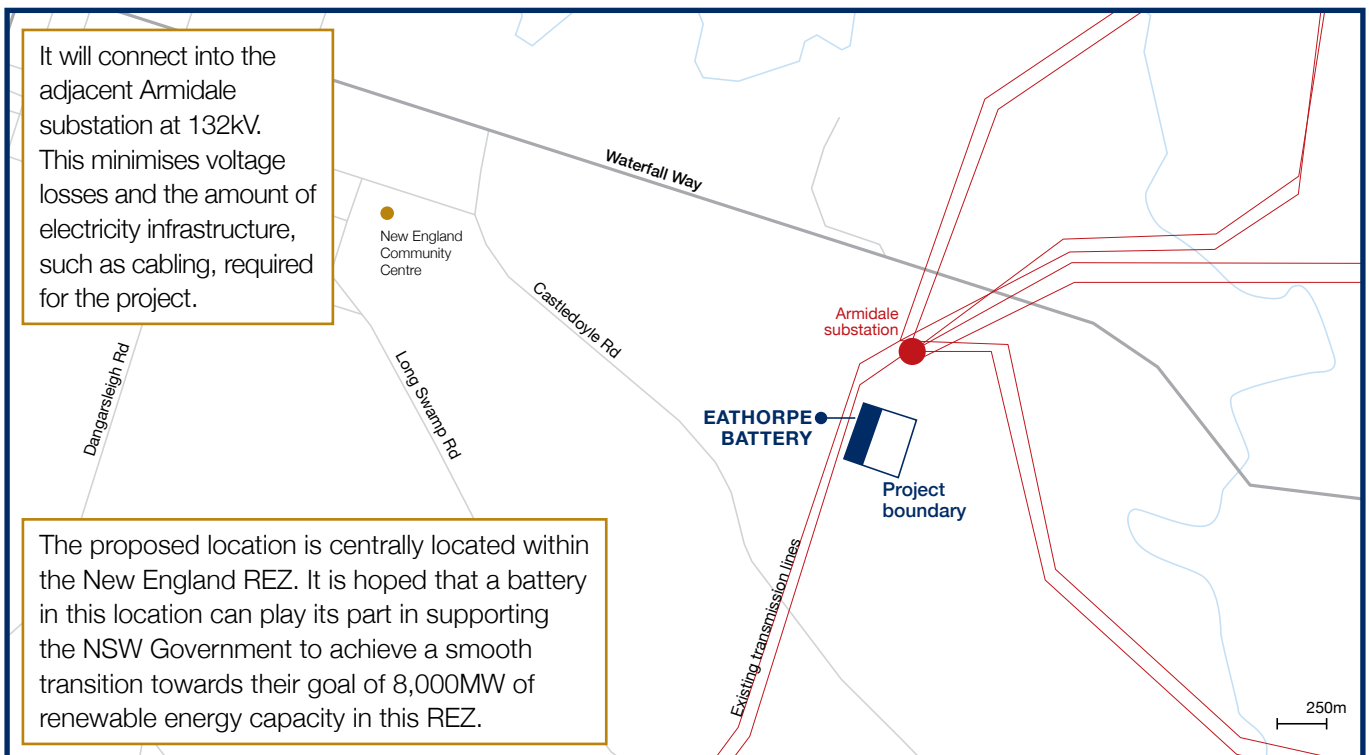 It will connect into the
adjacent Armidale
substation at 132kV.
This minimises voltage
losses and the amount of
electricity infrastructure,
such as cabling, required
for the project.
Waterfall Way
New England
Community
Centre
Castledoyle Rd
Armidale
substation
Dangarsleigh Rd
Long Swamp Rd
EATHORPE
BATTERY
Project
boundary
Existing transmission lines
The proposed location is centrally located within
the New England REZ. It is hoped that a battery
in this location can play its part in supporting
the NSW Government to achieve a smooth
transition towards their goal of 8,000MW of
renewable energy capacity in this REZ.
250m